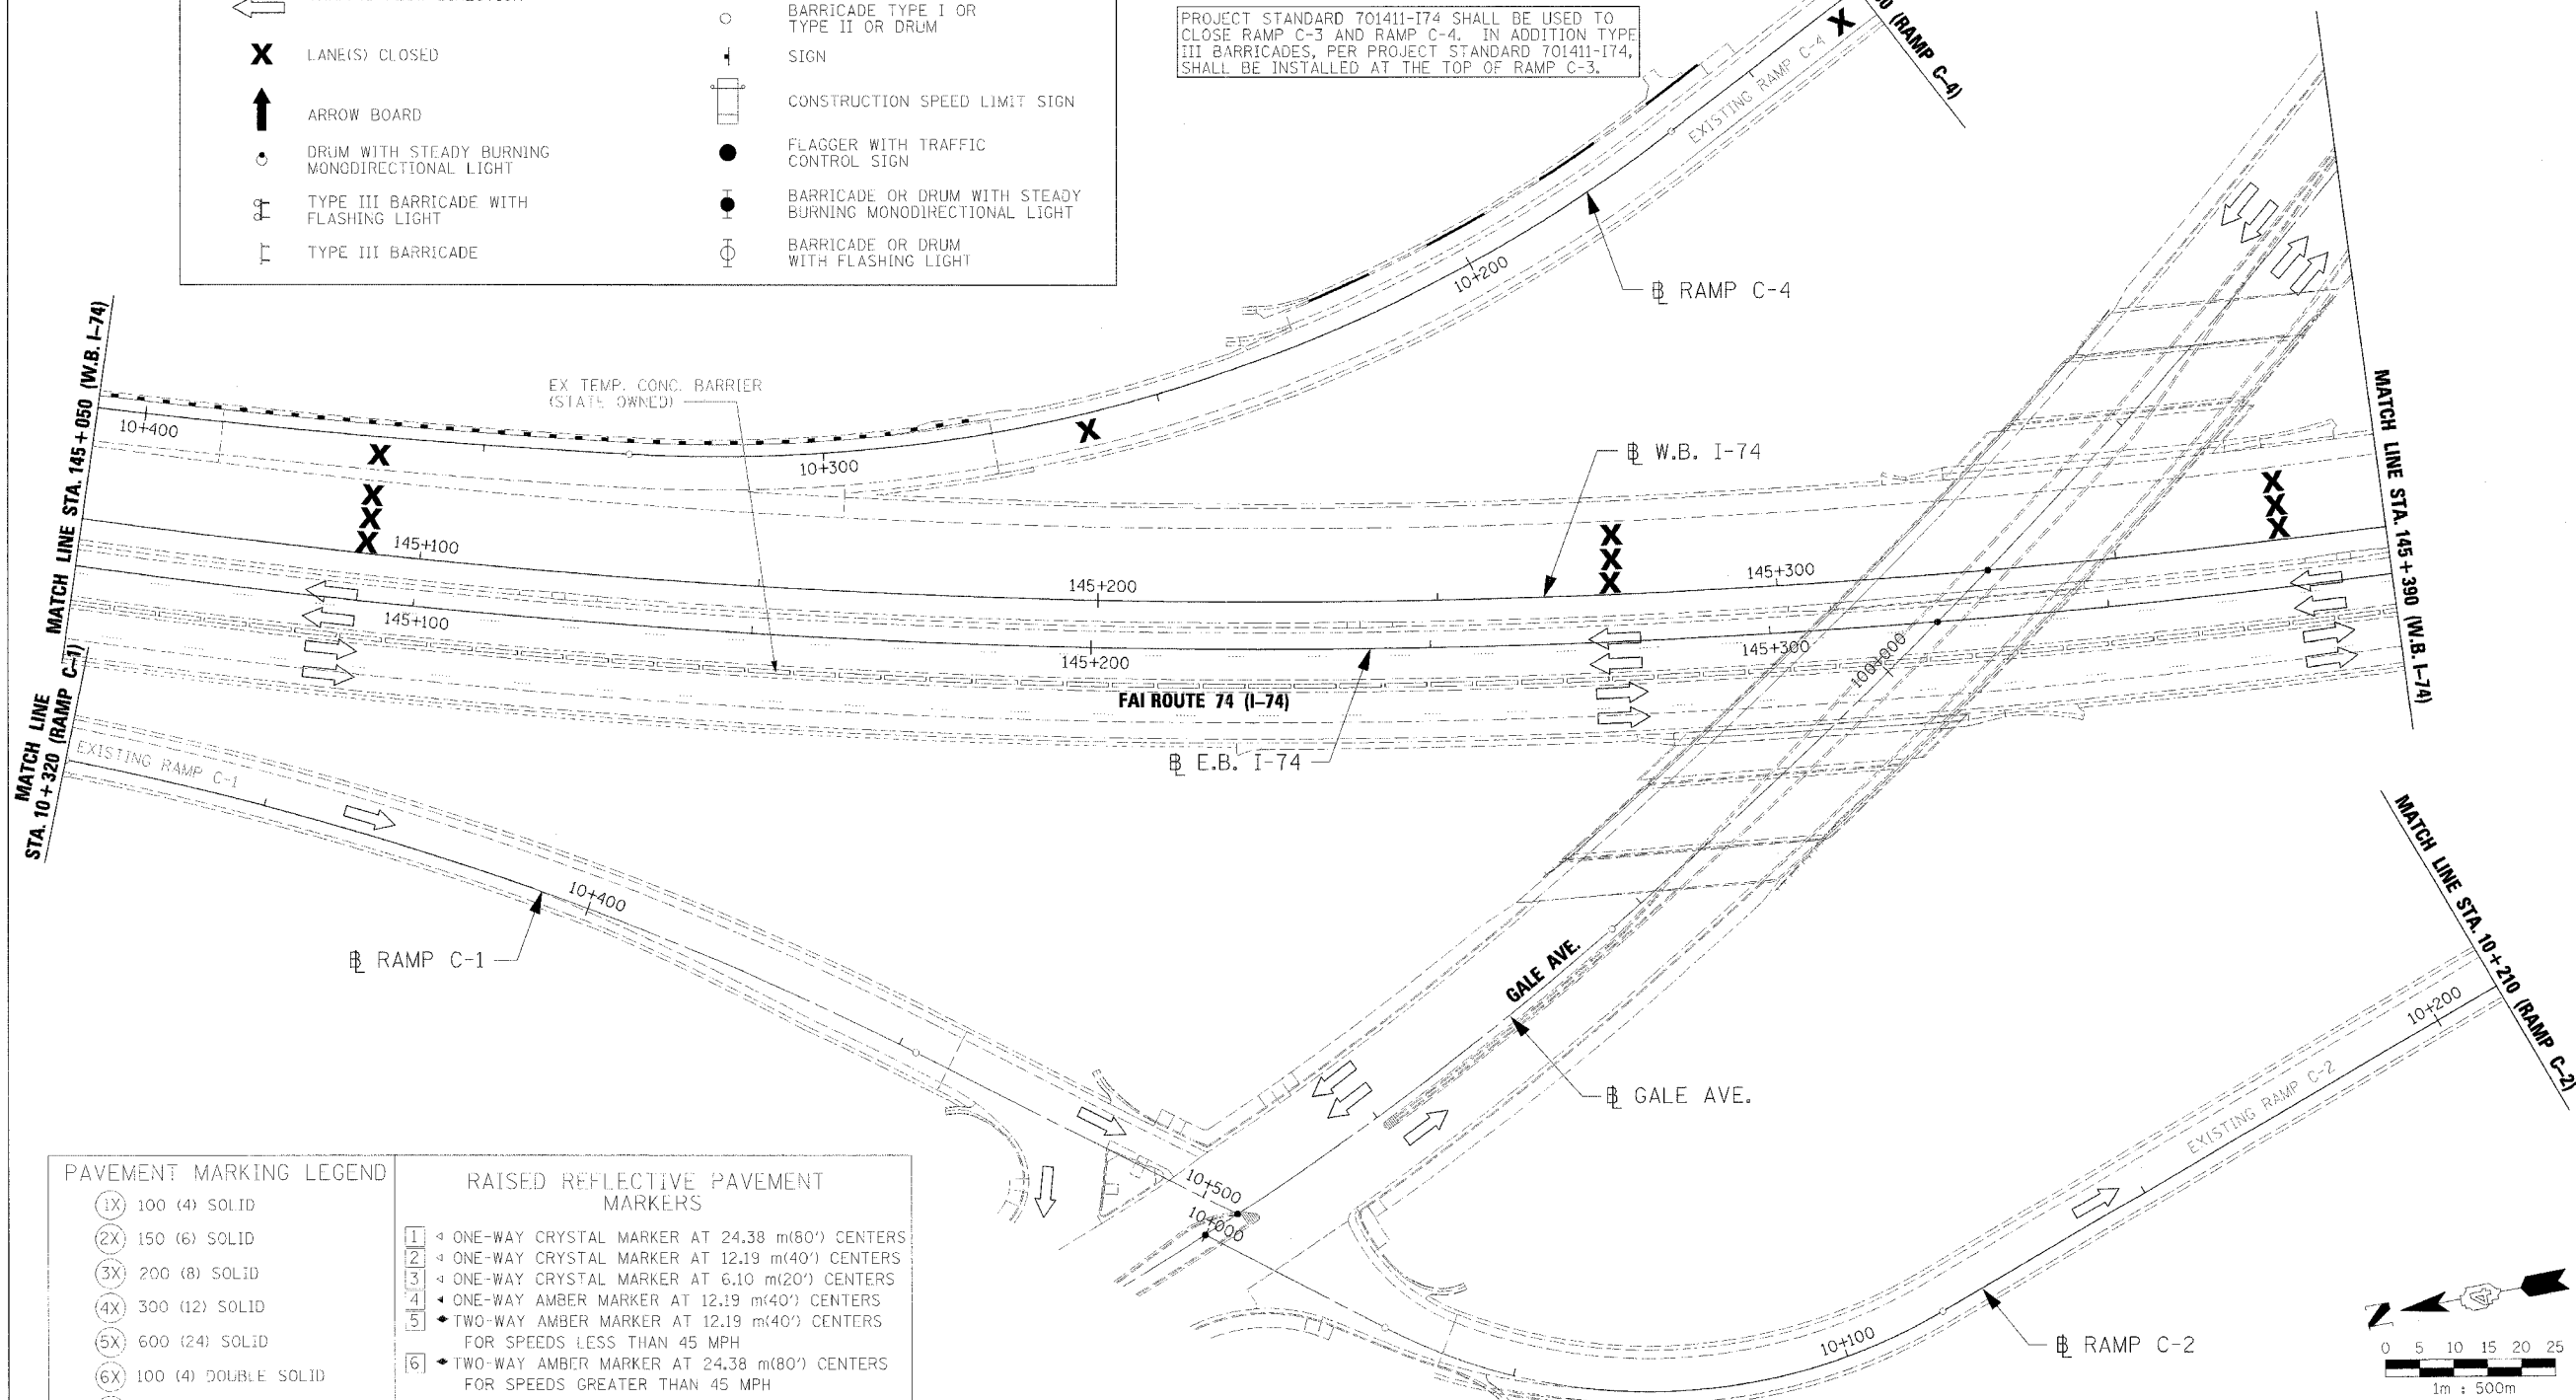 BARRICADE TYPE I OR
TYPE II OR DRUM
LANE(S) CLOSED
SIGN
ARROW BOARD
CONSTRUCTION SPEED LIMIT SIGN
DRUM WITH STEADY BURNING
MONODIRECTIONAL LIGHT
FLAGGER WITH TRAFFIC
CONTROL SIGN
TYPE III BARRICADE WITH
FLASHING LIGHT
BARRICADE OR DRUM WITH STEADY
BURNING MONODIRECTIONAL LIGHT
TYPE III BARRICADE
BARRICADE OR DRUM
WITH FLASHING LIGHT
PROJECT STANDARD 701411-I74 SHALL BE USED TO
CLOSE RAMP C-3 AND RAMP C-4. IN ADDITION TYPE
III BARRICADES, PER PROJECT STANDARD 701411-I74,
SHALL BE INSTALLED AT THE TOP OF RAMP C-3.
(RAMP C-4)
EXISTING RAMP C-4
10+200
RAMP C-4
MATCH LINE STA. 145+050 (W.B. I-74)
EX TEMP. CONC. BARRIER
(STATE OWNED)
10+400
10+300
W.B. I-74
MATCH LINE STA. 145+390 (W.B. I-74)
145+100
145+200
145+300
145+100
145+200
145+300
100+000
FAI ROUTE 74 (I-74)
E.B. I-74
MATCH LINE
STA. 10+320 (RAMP C-1)
EXISTING RAMP C-1
10+400
RAMP C-1
GALE AVE.
GALE AVE.
MATCH LINE STA. 10+210 (RAMP C-2)
10+200
EXISTING RAMP C-2
10+500
10+000
10+100
RAMP C-2
PAVEMENT MARKING LEGEND
1X 100 (4) SOLID
2X 150 (6) SOLID
3X 200 (8) SOLID
4X 300 (12) SOLID
5X 600 (24) SOLID
6X 100 (4) DOUBLE SOLID
RAISED REFLECTIVE PAVEMENT
MARKERS
1 ONE-WAY CRYSTAL MARKER AT 24.38 m(80') CENTERS
2 ONE-WAY CRYSTAL MARKER AT 12.19 m(40') CENTERS
3 ONE-WAY CRYSTAL MARKER AT 6.10 m(20') CENTERS
4 ONE-WAY AMBER MARKER AT 12.19 m(40') CENTERS
5 TWO-WAY AMBER MARKER AT 12.19 m(40') CENTERS
FOR SPEEDS LESS THAN 45 MPH
6 TWO-WAY AMBER MARKER AT 24.38 m(80') CENTERS
FOR SPEEDS GREATER THAN 45 MPH
0 5 10 15 20 25
1m : 500m